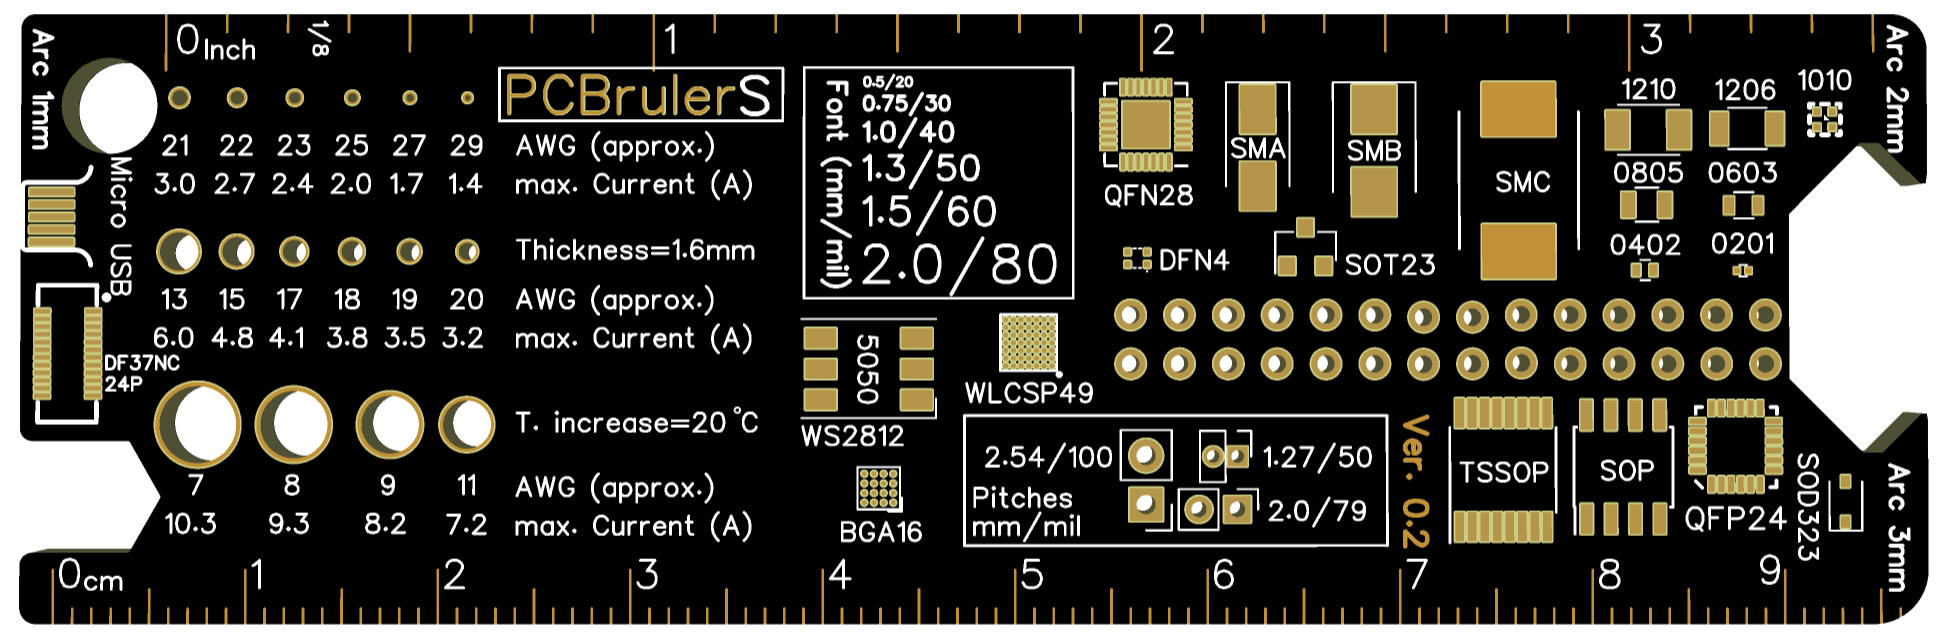 0 Inch 1/8 1 2 3
Arc 1mm
PCBrulerS
21 22 23 25 27 29 AWG (approx.)
3.0 2.7 2.4 2.0 1.7 1.4 max. Current (A)
Micro USB
Thickness=1.6mm
13 15 17 18 19 20 AWG (approx.)
6.0 4.8 4.1 3.8 3.5 3.2 max. Current (A)
DF37NC
24P
T. increase=20°C
7 8 9 11 AWG (approx.)
10.3 9.3 8.2 7.2 max. Current (A)
Font (mm/mil)
0.5/20
0.75/30
1.0/40
1.3/50
1.5/60
2.0/80
5050
WS2812
WLCSP49
BGA16
QFN28
SMA
SMB
SMC
DFN4
SOT23
1210 1206 1010
0805 0603
0402 0201
Arc 2mm
2.54/100 1.27/50
Pitches
mm/mil
2.0/79
Ver. 0.2
TSSOP
SOP
QFP24
SOD323
Arc 3mm
0cm 1 2 3 4 5 6 7 8 9